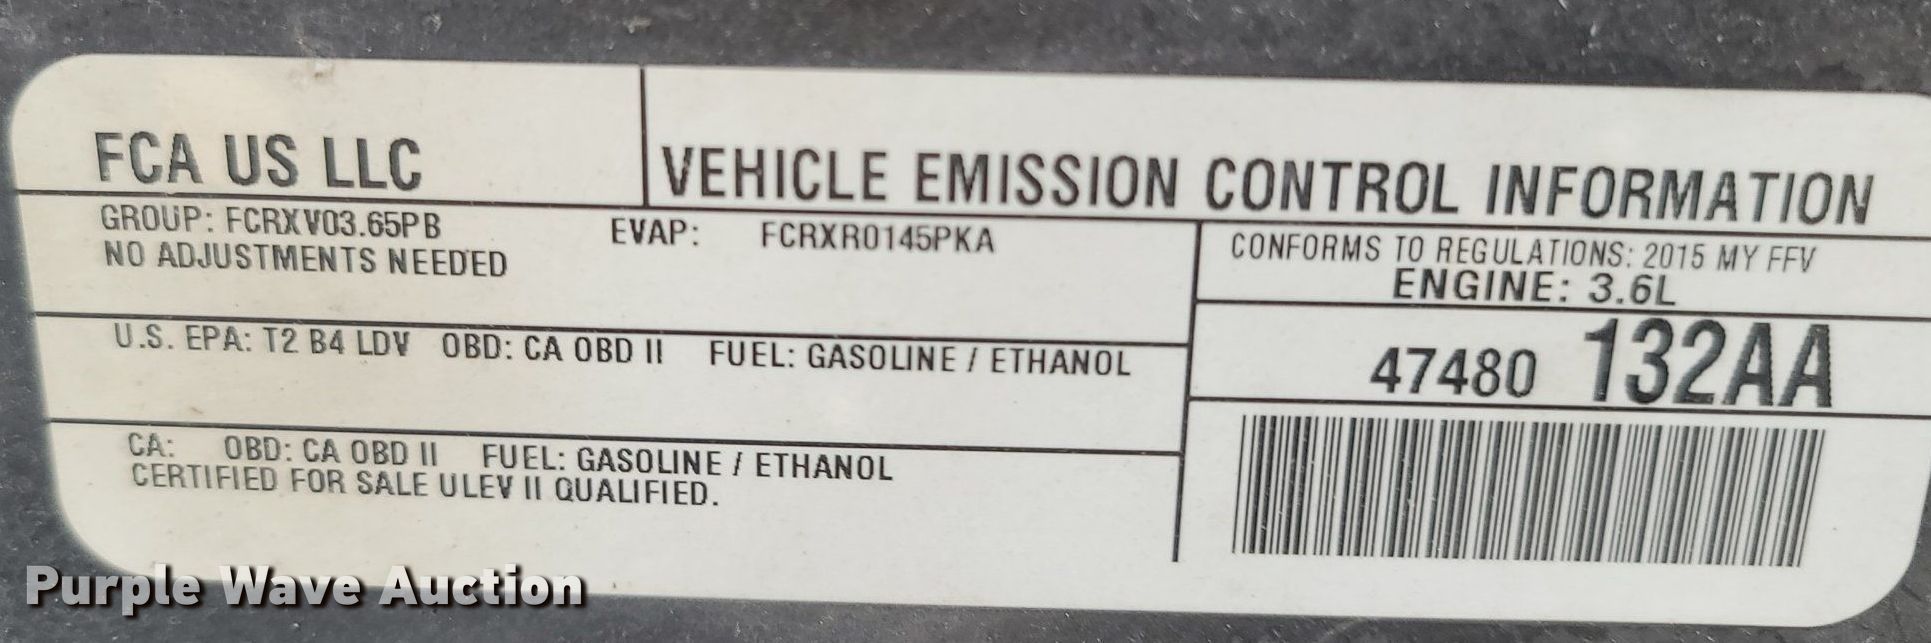 FCA US LLC
VEHICLE EMISSION CONTROL INFORMATION
GROUP: FCRXV03.65PB
EVAP: FCRXR0145PKA
NO ADJUSTMENTS NEEDED
CONFORMS TO REGULATIONS: 2015 MY FFV
ENGINE: 3.6L
U.S. EPA: T2 B4 LDV OBD: CA OBD II FUEL: GASOLINE / ETHANOL
47480 132AA
CA: OBD: CA OBD II FUEL: GASOLINE / ETHANOL
CERTIFIED FOR SALE ULEV II QUALIFIED.
Purple Wave Auction